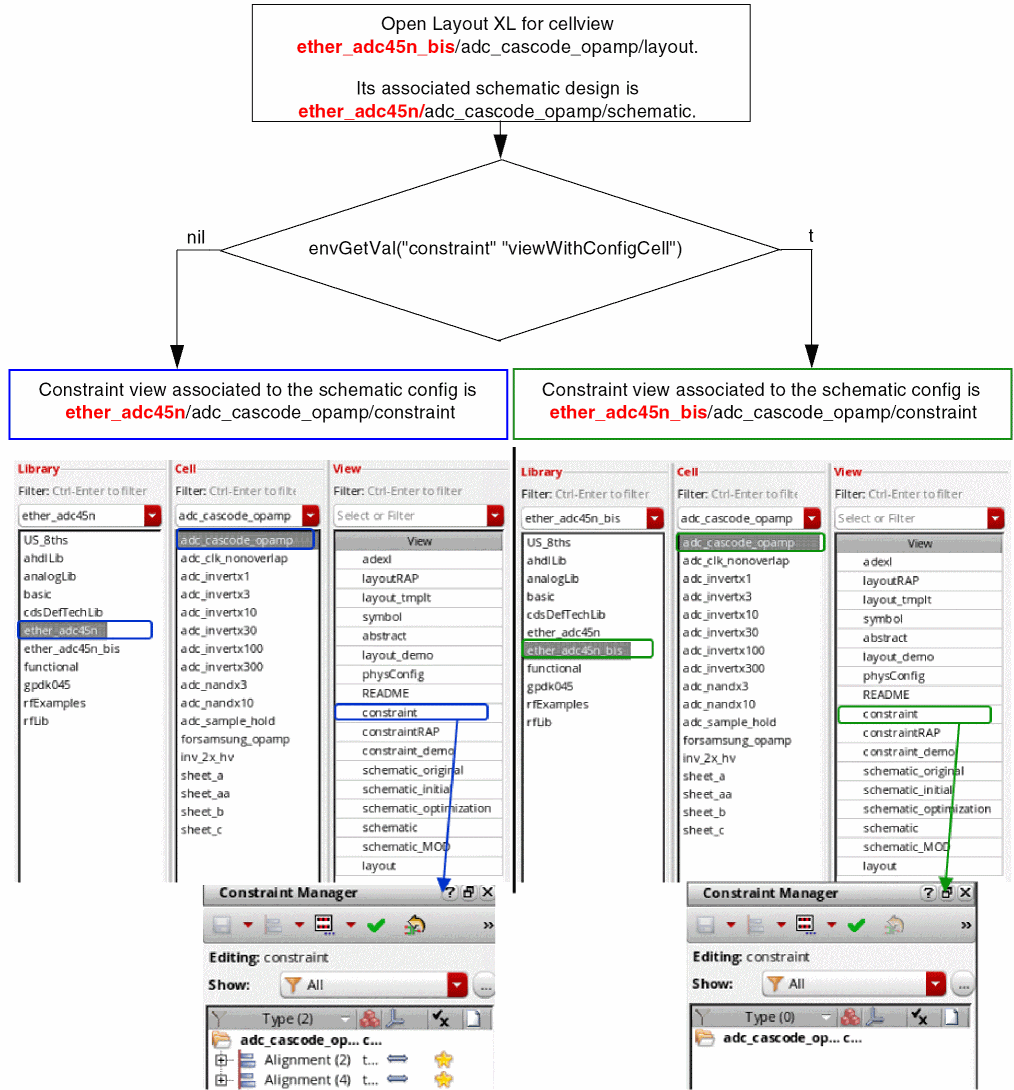 Open Layout XL for cellview
ether_adc45n_bis/adc_cascode_opamp/layout.
Its associated schematic design is
ether_adc45n/adc_cascode_opamp/schematic.
nil
envGetVal("constraint" "viewWithConfigCell")
t
Constraint view associated to the schematic config is
ether_adc45n/adc_cascode_opamp/constraint
Constraint view associated to the schematic config is
ether_adc45n_bis/adc_cascode_opamp/constraint
Library
Filter: Ctrl-Enter to filter
ether_adc45n
US_8ths
ahdlLib
analogLib
basic
cdsDefTechLib
ether_adc45n
ether_adc45n_bis
functional
gpdk045
rfExamples
rfLib
Cell
Filter: Ctrl-Enter to filte
adc_cascode_opamp
adc_cascode_opamp
adc_clk_nonoverlap
adc_invertx1
adc_invertx3
adc_invertx10
adc_invertx30
adc_invertx100
adc_invertx300
adc_nandx3
adc_nandx10
adc_sample_hold
forsamsung_opamp
inv_2x_hv
sheet_a
sheet_aa
sheet_b
sheet_c
View
Filter: Ctrl-Enter to filter
Select or Filter
View
adexl
layoutRAP
layout_tmplt
symbol
abstract
layout_demo
physConfig
README
constraint
constraintRAP
constraint_demo
schematic_original
schematic_initial
schematic_optimization
schematic
schematic_MOD
layout
Library
Filter: Ctrl-Enter to filter
ether_adc45n_bis
US_8ths
ahdlLib
analogLib
basic
cdsDefTechLib
ether_adc45n
ether_adc45n_bis
functional
gpdk045
rfExamples
rfLib
Cell
Filter: Ctrl-Enter to filte
adc_cascode_opamp
adc_cascode_opamp
adc_clk_nonoverlap
adc_invertx1
adc_invertx3
adc_invertx10
adc_invertx30
adc_invertx100
adc_invertx300
adc_nandx3
adc_nandx10
adc_sample_hold
forsamsung_opamp
inv_2x_hv
sheet_a
sheet_aa
sheet_b
sheet_c
View
Filter: Ctrl-Enter to filter
Select or Filter
View
adexl
layoutRAP
layout_tmplt
symbol
abstract
layout_demo
physConfig
README
constraint
constraintRAP
constraint_demo
schematic_original
schematic_initial
schematic_optimization
schematic
schematic_MOD
layout
Constraint Manager
Editing: constraint
Show: All ...
Type (2)
adc_cascode_op... c...
Alignment (2) t...
Alignment (4) t...
Constraint Manager
Editing: constraint
Show: All ...
Type (0)
adc_cascode_op... c...